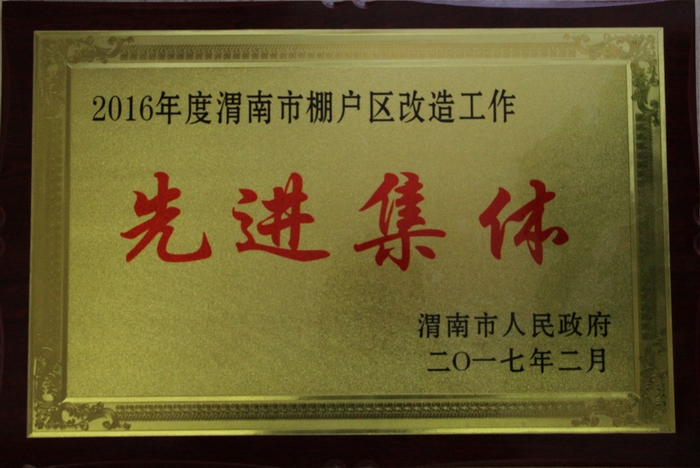 2016年度渭南市棚户区改造工作
先进集体
渭南市人民政府
二〇一七年二月